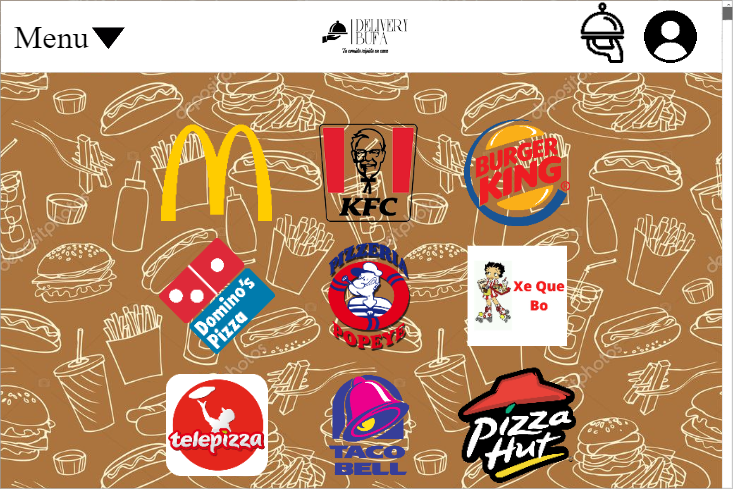 Menu
DELIVERY
BUFA
Tu comida rápida en casa
depositphotos
KFC
BURGER
KING
Domino's
Pizza
PIZZERIA
POPEYE
Xe Que
Bo
telepizza
TACO
BELL
Pizza
Hut